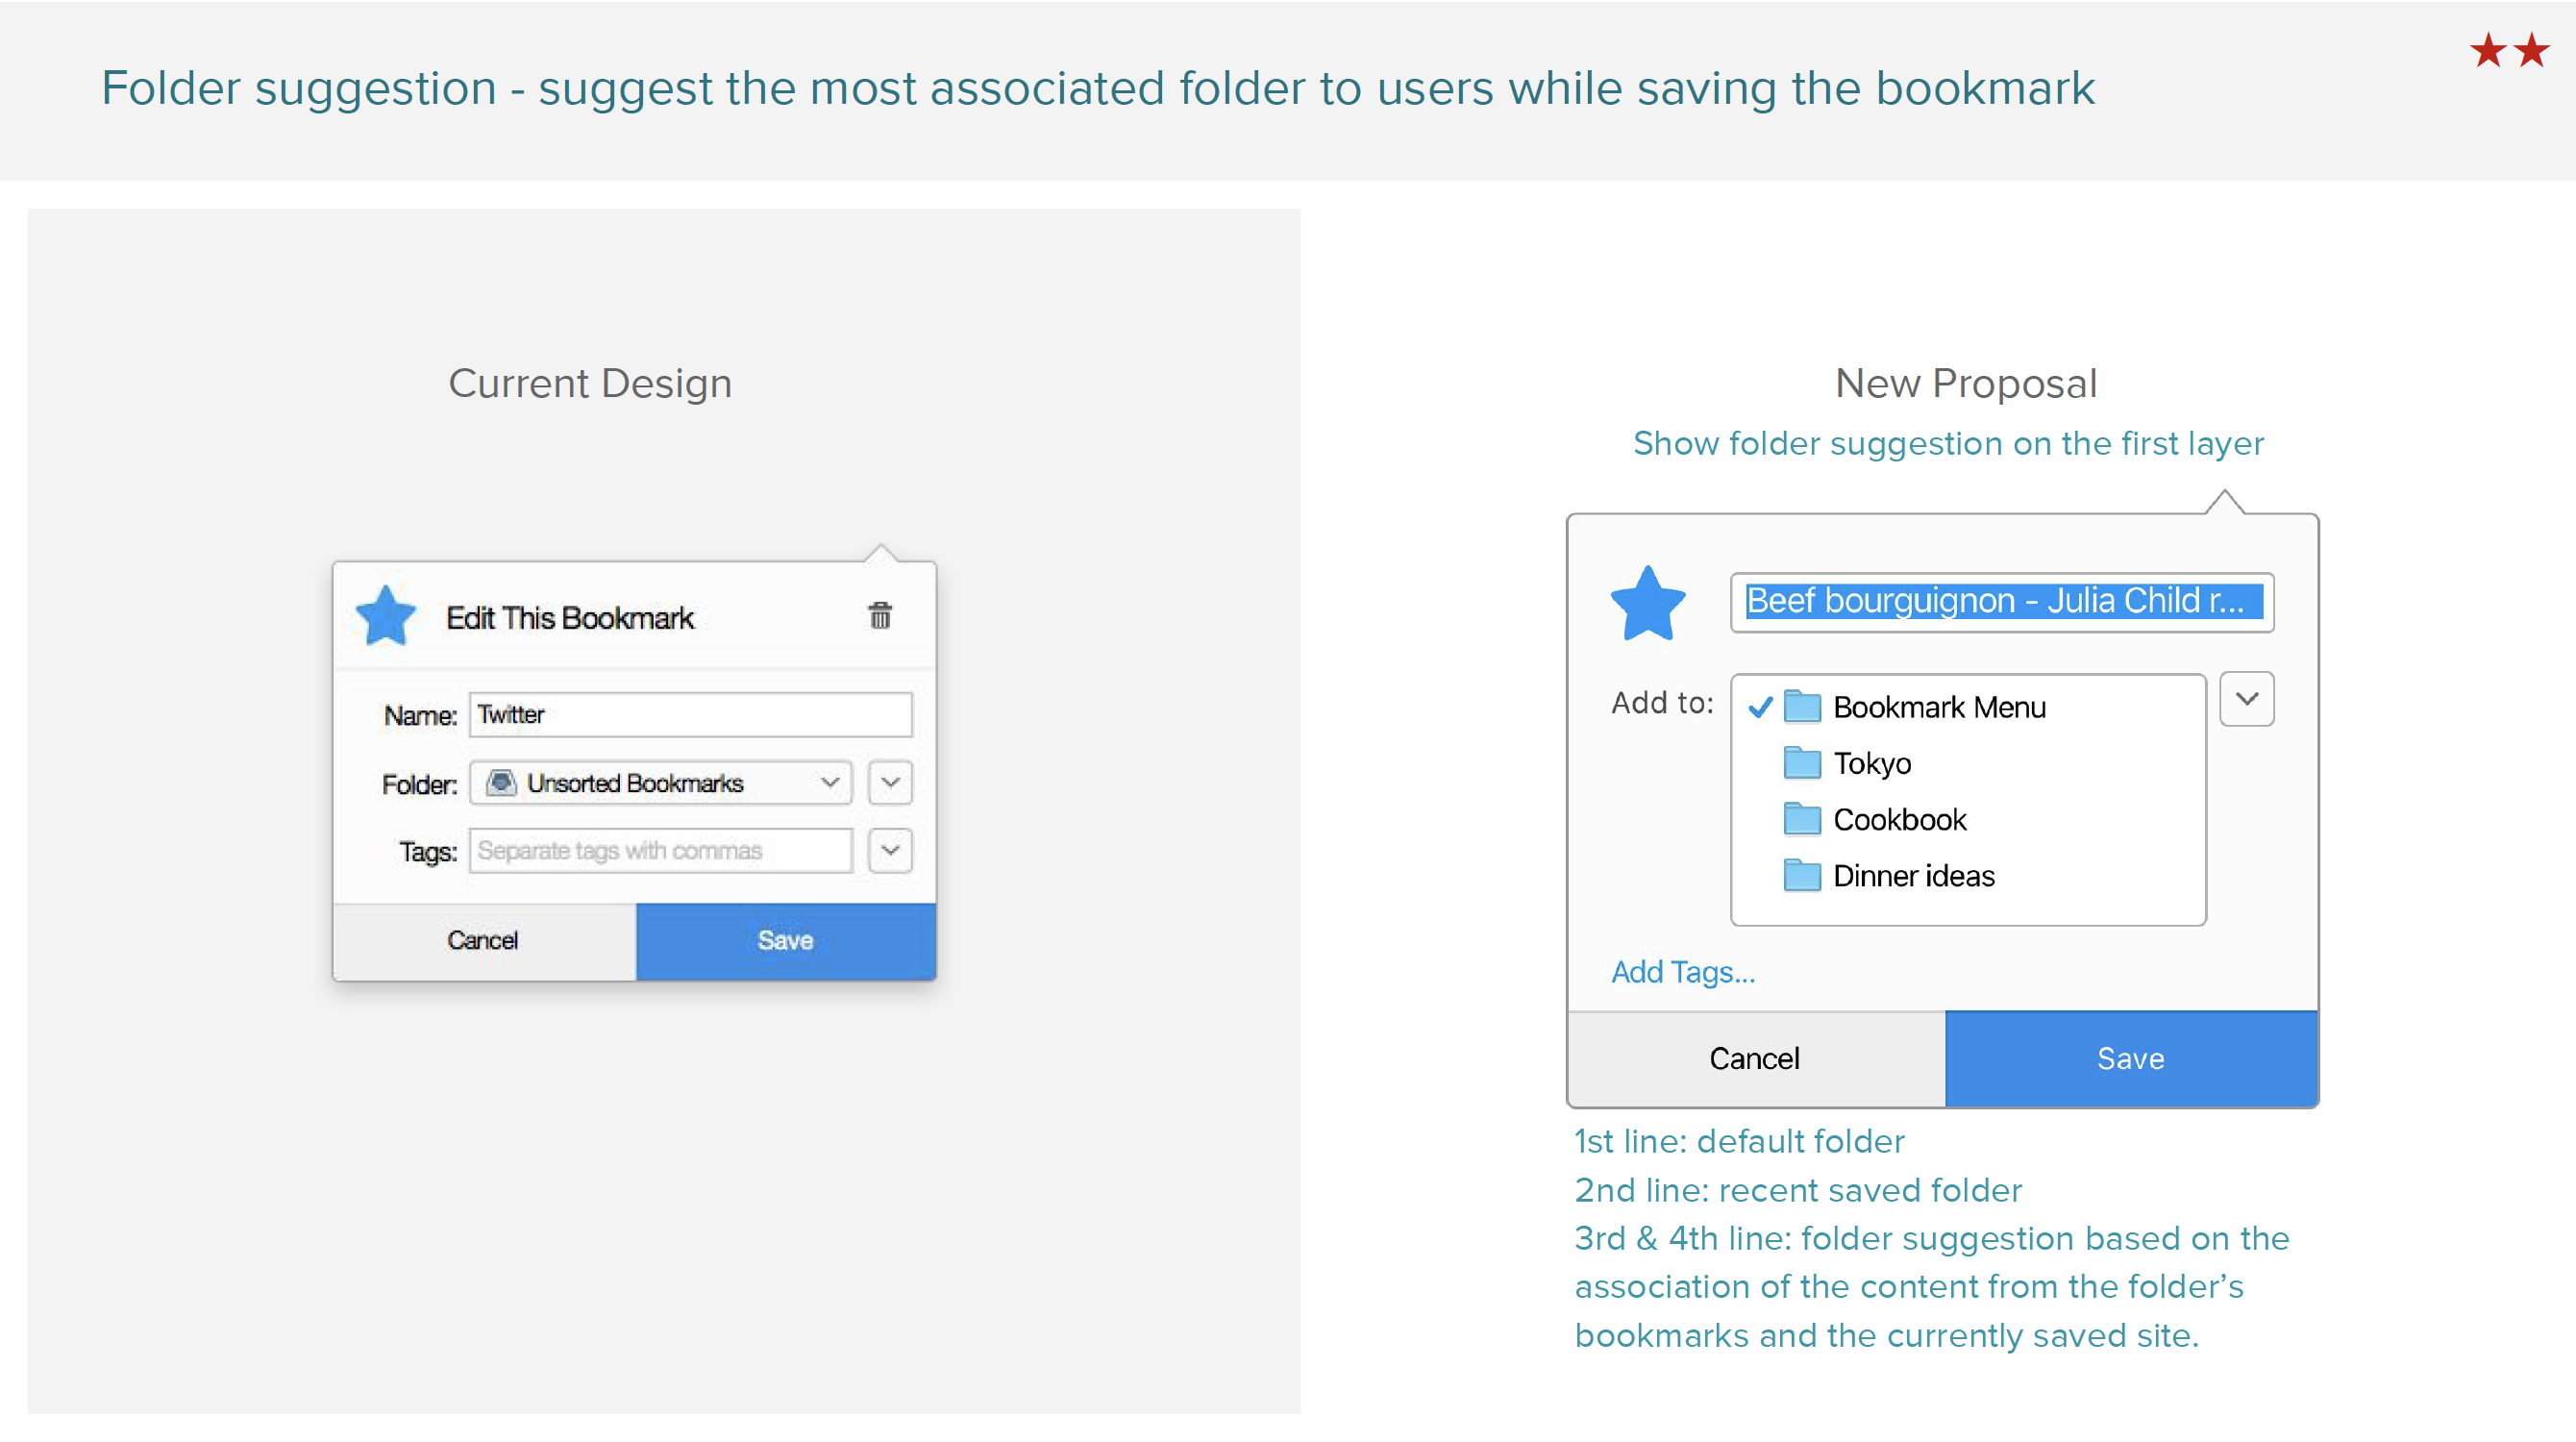 Folder suggestion - suggest the most associated folder to users while saving the bookmark
Current Design
Edit This Bookmark
Name: Twitter
Folder: Unsorted Bookmarks
Tags: Separate tags with commas
Cancel Save
New Proposal
Show folder suggestion on the first layer
Beef bourguignon - Julia Child r...
Add to: Bookmark Menu
Tokyo
Cookbook
Dinner ideas
Add Tags...
Cancel Save
1st line: default folder
2nd line: recent saved folder
3rd & 4th line: folder suggestion based on the
association of the content from the folder’s
bookmarks and the currently saved site.